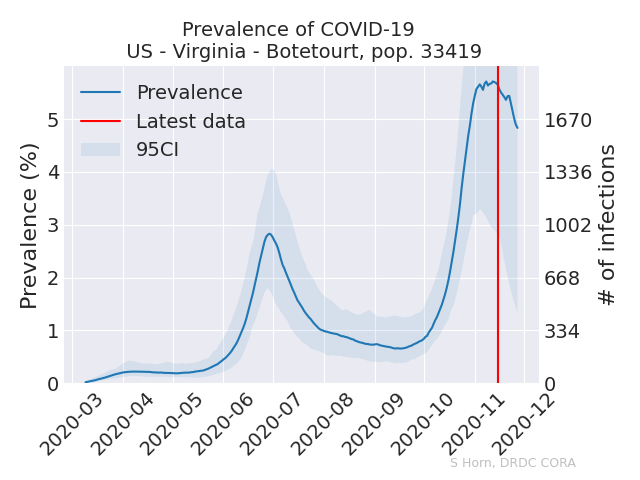 Prevalence of COVID-19
US - Virginia - Botetourt, pop. 33419
Prevalence
Latest data
95CI
Prevalence (%)
5
4
3
2
1
0
1670
1336
1002
668
334
0
# of infections
2020-03
2020-04
2020-05
2020-06
2020-07
2020-08
2020-09
2020-10
2020-11
2020-12
S Horn, DRDC CORA